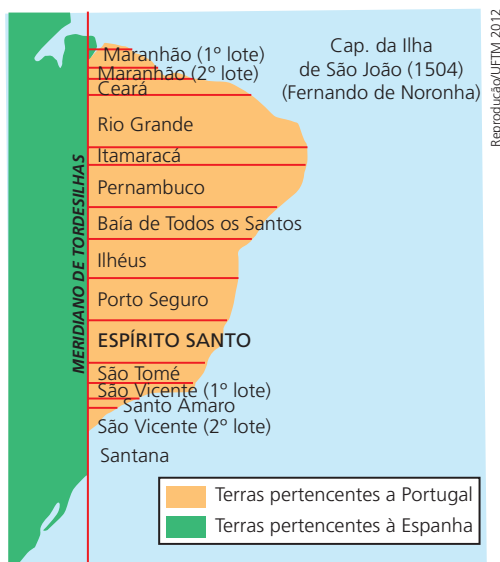 Maranhão (1º lote)
Maranhão (2º lote)
Ceará
Rio Grande
Itamaracá
Pernambuco
Baía de Todos os Santos
Ilhéus
Porto Seguro
ESPÍRITO SANTO
São Tomé
São Vicente (1º lote)
Santo Amaro
São Vicente (2º lote)
Santana
MERIDIANO DE TORDESILHAS
Cap. da Ilha
de São João (1504)
(Fernando de Noronha)
Terras pertencentes a Portugal
Terras pertencentes à Espanha
Reprodução/UFTM 2012